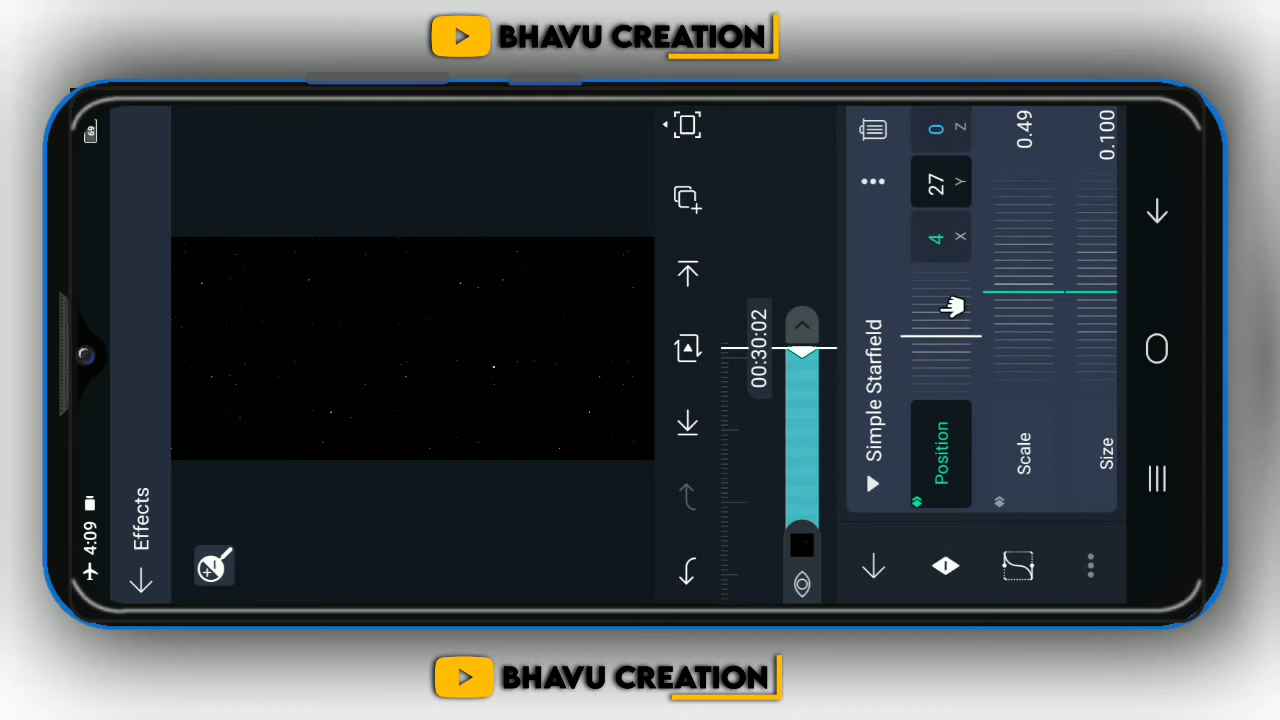 BHAVU CREATION
69
4:09
Effects
00:30:02
Simple Starfield
Position
4
X
27
Y
0
Z
Scale
0.49
Size
0.100
BHAVU CREATION